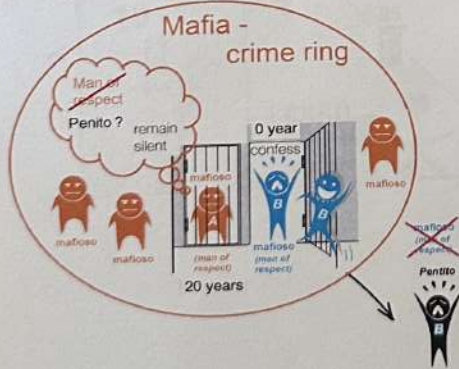 Mafia -
crime ring
Man of
respect
Penito ?
remain
silent
0 year
confess
mafioso
mafioso
mafioso
mafioso
(man of
respect)
20 years
B
mafioso
(man of
respect)
B
mafioso
mafioso
(man of
respect)
Pentito
B